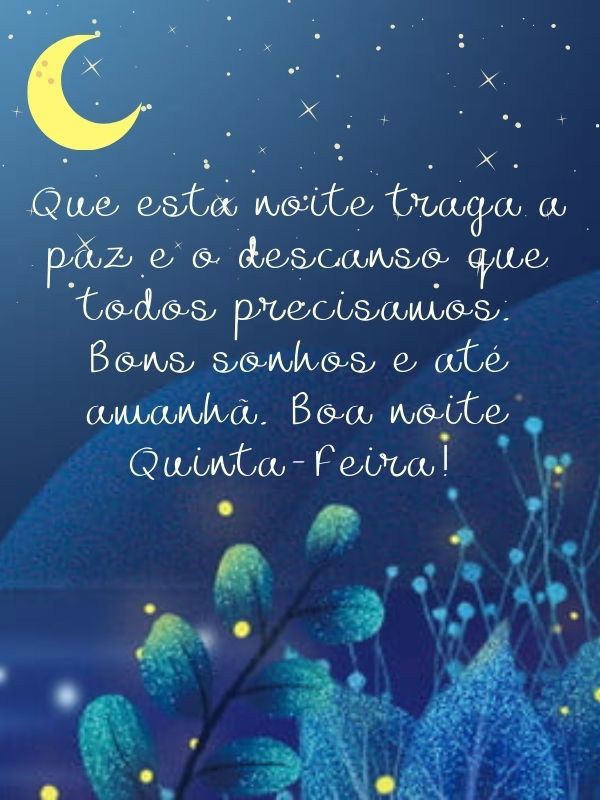 Que esta noite traga a
paz e o descanso que
todos precisamos.
Bons sonhos e até
amanhã. Boa noite
Quinta-Feira!